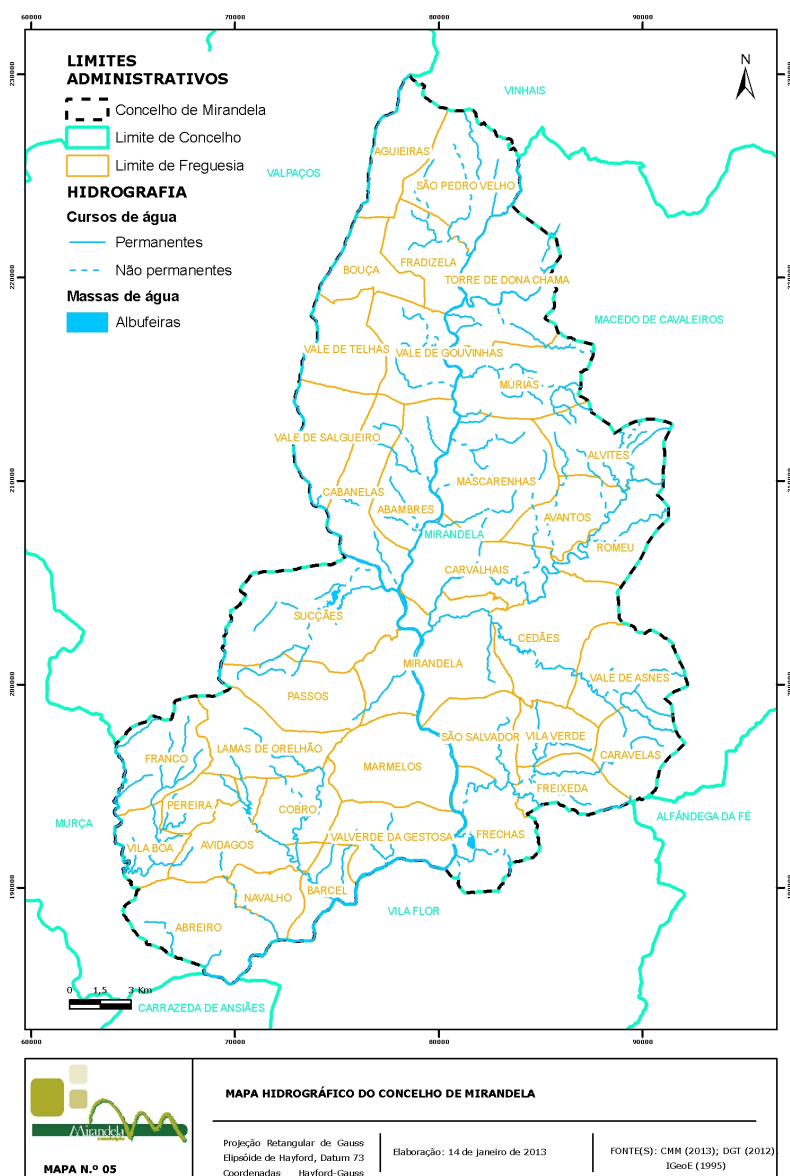 60000 70000 80000 90000
LIMITES
ADMINISTRATIVOS
Concelho de Mirandela
Limite de Concelho
Limite de Freguesia
HIDROGRAFIA
Cursos de água
Permanentes
Não permanentes
Massas de água
Albufeiras
N
VINHAIS
VALPAÇOS
AGUIEIRAS
SÃO PEDRO VELHO
FRADIZELA
BOUÇA
TORRE DE DONA CHAMA
MACEDO DE CAVALEIROS
VALE DE TELHAS
VALE DE GOUVINHAS
MÚRIAS
VALE DE SALGUEIRO
ALVITES
MASCARENHAS
CABANELAS
ABAMBRES
AVANTOS
MIRANDELA
ROMEU
CARVALHAIS
SUCÇÃES
CEDÃES
MIRANDELA
VALE DE ASNES
PASSOS
SÃO SALVADOR
VILA VERDE
LAMAS DE ORELHÃO
FRANCO
CARAVELAS
MARMELOS
FREIXEDA
PEREIRA
COBRO
MURÇA
ALFÂNDEGA DA FÉ
VALVERDE DA GESTOSA
FRECHAS
VILA BOA
AVIDAGOS
BARCEL
NAVALHO
VILA FLOR
ABREIRO
0 1,5 3 Km
CARRAZEDA DE ANSIÃES
230000
220000
210000
200000
190000
60000 70000 80000 90000
MAPA HIDROGRÁFICO DO CONCELHO DE MIRANDELA
Mirandela
MAPA N.º 05
Projeção Retangular de Gauss
Elipsóide de Hayford, Datum 73
Coordenadas Hayford-Gauss
Elaboração: 14 de janeiro de 2013
FONTE(S): CMM (2013); DGT (2012);
IGeoE (1995)